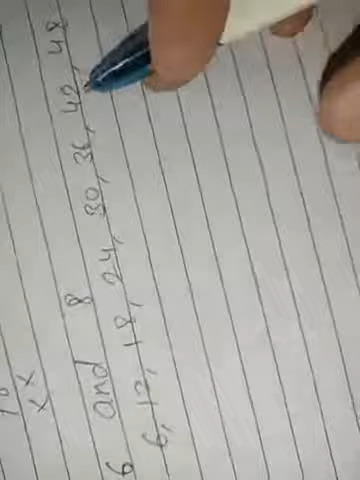 6 and 8
6, 12, 18, 24, 30, 36, 42, 48